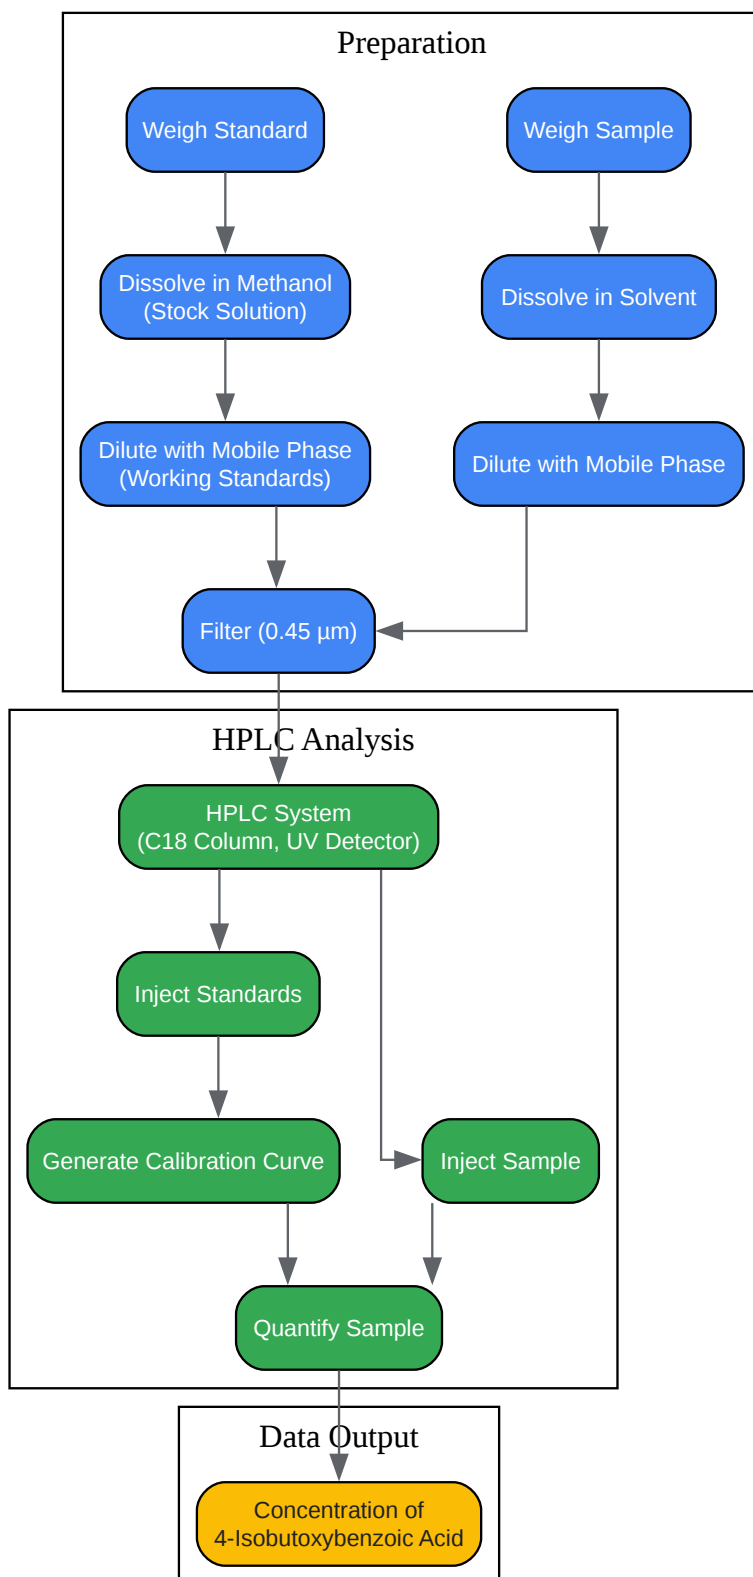 Preparation
Weigh Standard
Weigh Sample
Dissolve in Methanol
(Stock Solution)
Dissolve in Solvent
Dilute with Mobile Phase
(Working Standards)
Dilute with Mobile Phase
Filter (0.45 µm)
HPLC Analysis
HPLC System
(C18 Column, UV Detector)
Inject Standards
Generate Calibration Curve
Inject Sample
Quantify Sample
Data Output
Concentration of
4-Isobutoxybenzoic Acid